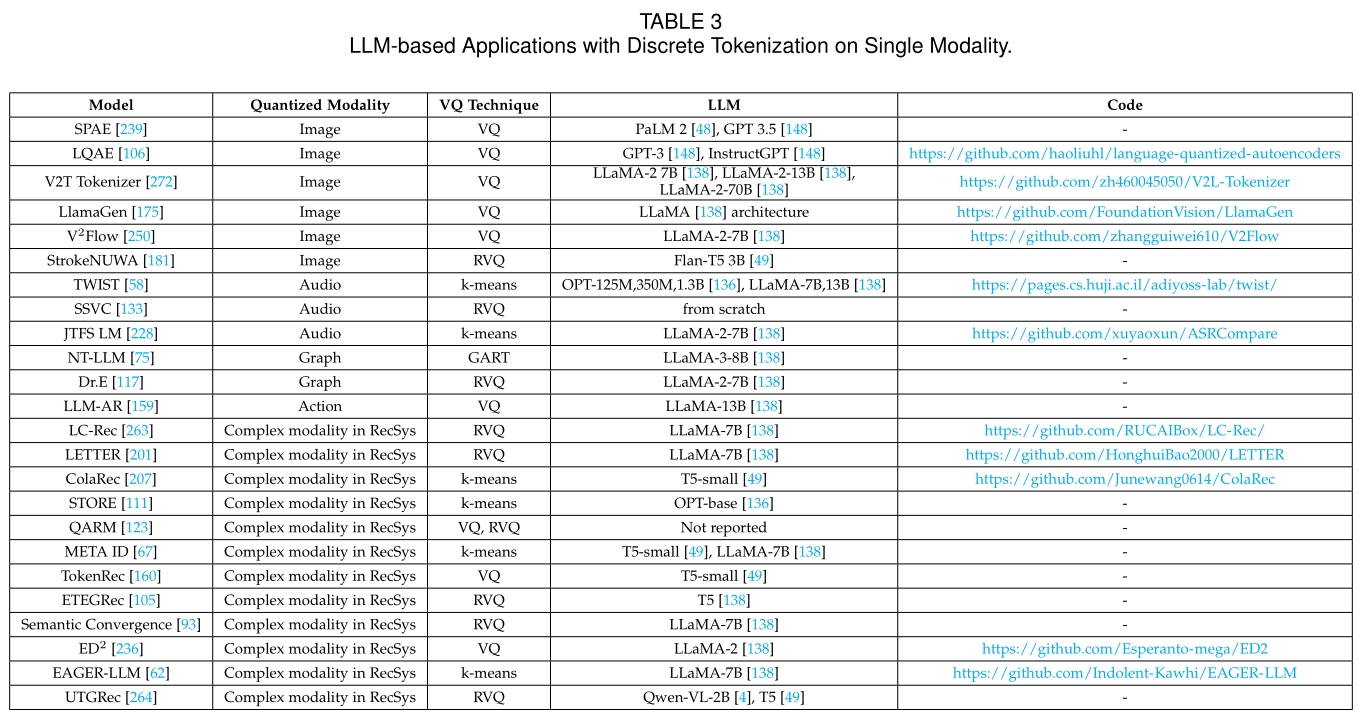 TABLE 3
LLM-based Applications with Discrete Tokenization on Single Modality.
Model Quantized Modality VQ Technique LLM Code
SPAE [239] Image VQ PaLM 2 [48], GPT 3.5 [148] -
LQAE [106] Image VQ GPT-3 [148], InstructGPT [148] https://github.com/haoliuhl/language-quantized-autoencoders
V2T Tokenizer [272] Image VQ LLaMA-2 7B [138], LLaMA-2-13B [138], LLaMA-2-70B [138] https://github.com/zh460045050/V2L-Tokenizer
LlamaGen [175] Image VQ LLaMA [138] architecture https://github.com/FoundationVision/LlamaGen
V²Flow [250] Image VQ LLaMA-2-7B [138] https://github.com/zhangguiwei610/V2Flow
StrokeNUWA [181] Image RVQ Flan-T5 3B [49] -
TWIST [58] Audio k-means OPT-125M,350M,1.3B [136], LLaMA-7B,13B [138] https://pages.cs.huji.ac.il/adiyoss-lab/twist/
SSVC [133] Audio RVQ from scratch -
JTFS LM [228] Audio k-means LLaMA-2-7B [138] https://github.com/xuyaoxun/ASRCompare
NT-LLM [75] Graph GART LLaMA-3-8B [138] -
Dr.E [117] Graph RVQ LLaMA-2-7B [138] -
LLM-AR [159] Action VQ LLaMA-13B [138] -
LC-Rec [263] Complex modality in RecSys RVQ LLaMA-7B [138] https://github.com/RUCAIBox/LC-Rec/
LETTER [201] Complex modality in RecSys RVQ LLaMA-7B [138] https://github.com/HonghuiBao2000/LETTER
ColaRec [207] Complex modality in RecSys k-means T5-small [49] https://github.com/Junewang0614/ColaRec
STORE [111] Complex modality in RecSys k-means OPT-base [136] -
QARM [123] Complex modality in RecSys VQ, RVQ Not reported -
META ID [67] Complex modality in RecSys k-means T5-small [49], LLaMA-7B [138] -
TokenRec [160] Complex modality in RecSys VQ T5-small [49] -
ETEGRec [105] Complex modality in RecSys RVQ T5 [138] -
Semantic Convergence [93] Complex modality in RecSys RVQ LLaMA-7B [138] -
ED² [236] Complex modality in RecSys VQ LLaMA-2 [138] https://github.com/Esperanto-mega/ED2
EAGER-LLM [62] Complex modality in RecSys k-means LLaMA-7B [138] https://github.com/Indolent-Kawhi/EAGER-LLM
UTGRec [264] Complex modality in RecSys RVQ Qwen-VL-2B [4], T5 [49] -